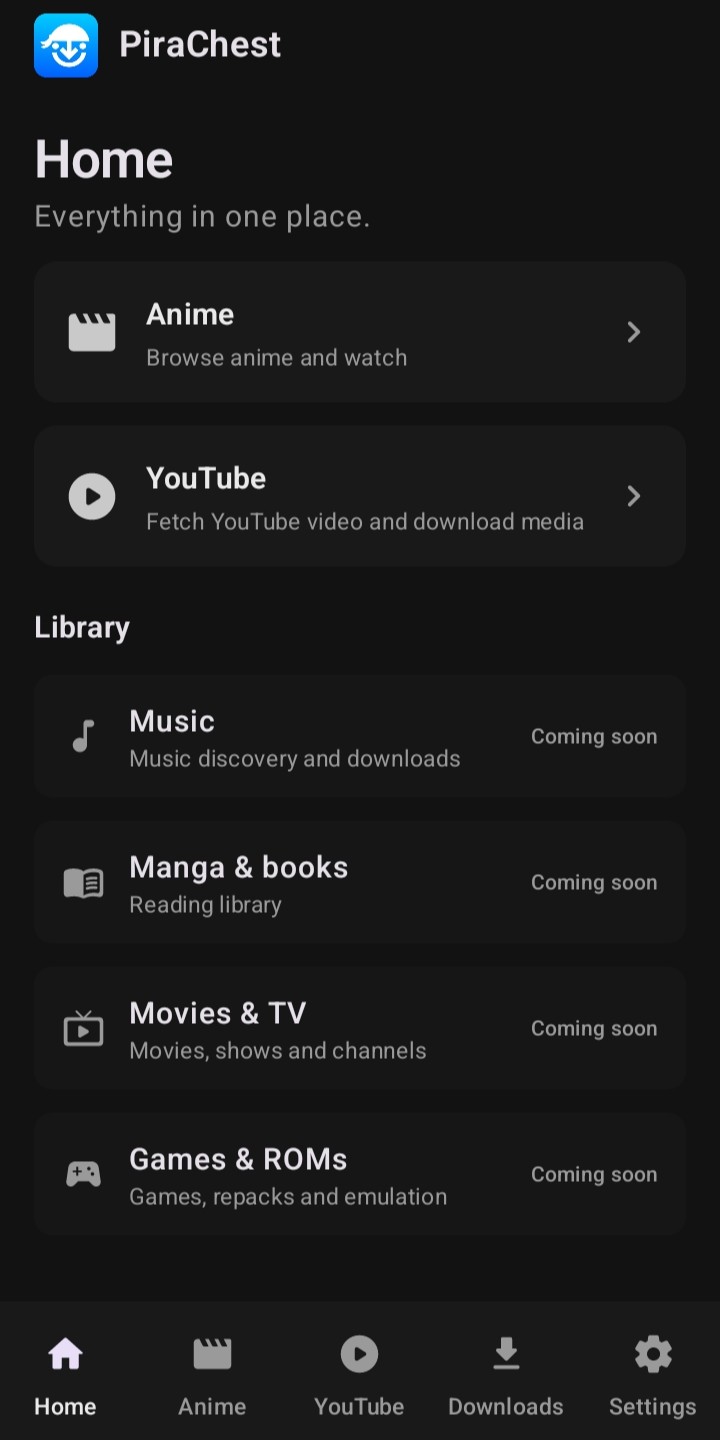 PiraChest
Home
Everything in one place.
Anime
Browse anime and watch
YouTube
Fetch YouTube video and download media
Library
Music
Music discovery and downloads
Coming soon
Manga & books
Reading library
Coming soon
Movies & TV
Movies, shows and channels
Coming soon
Games & ROMs
Games, repacks and emulation
Coming soon
Home
Anime
YouTube
Downloads
Settings